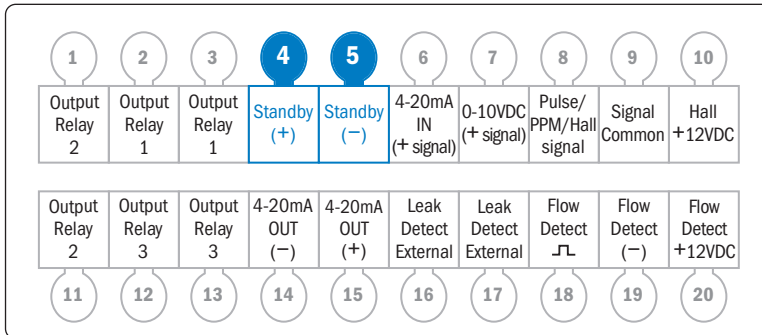 1 2 3 4 5 6 7 8 9 10
Output Relay 2
Output Relay 1
Output Relay 1
Standby (+)
Standby (−)
4-20mA IN (+ signal)
0-10VDC (+ signal)
Pulse/ PPM/Hall signal
Signal Common
Hall +12VDC
Output Relay 2
Output Relay 3
Output Relay 3
4-20mA OUT (−)
4-20mA OUT (+)
Leak Detect External
Leak Detect External
Flow Detect
Flow Detect (−)
Flow Detect +12VDC
11 12 13 14 15 16 17 18 19 20